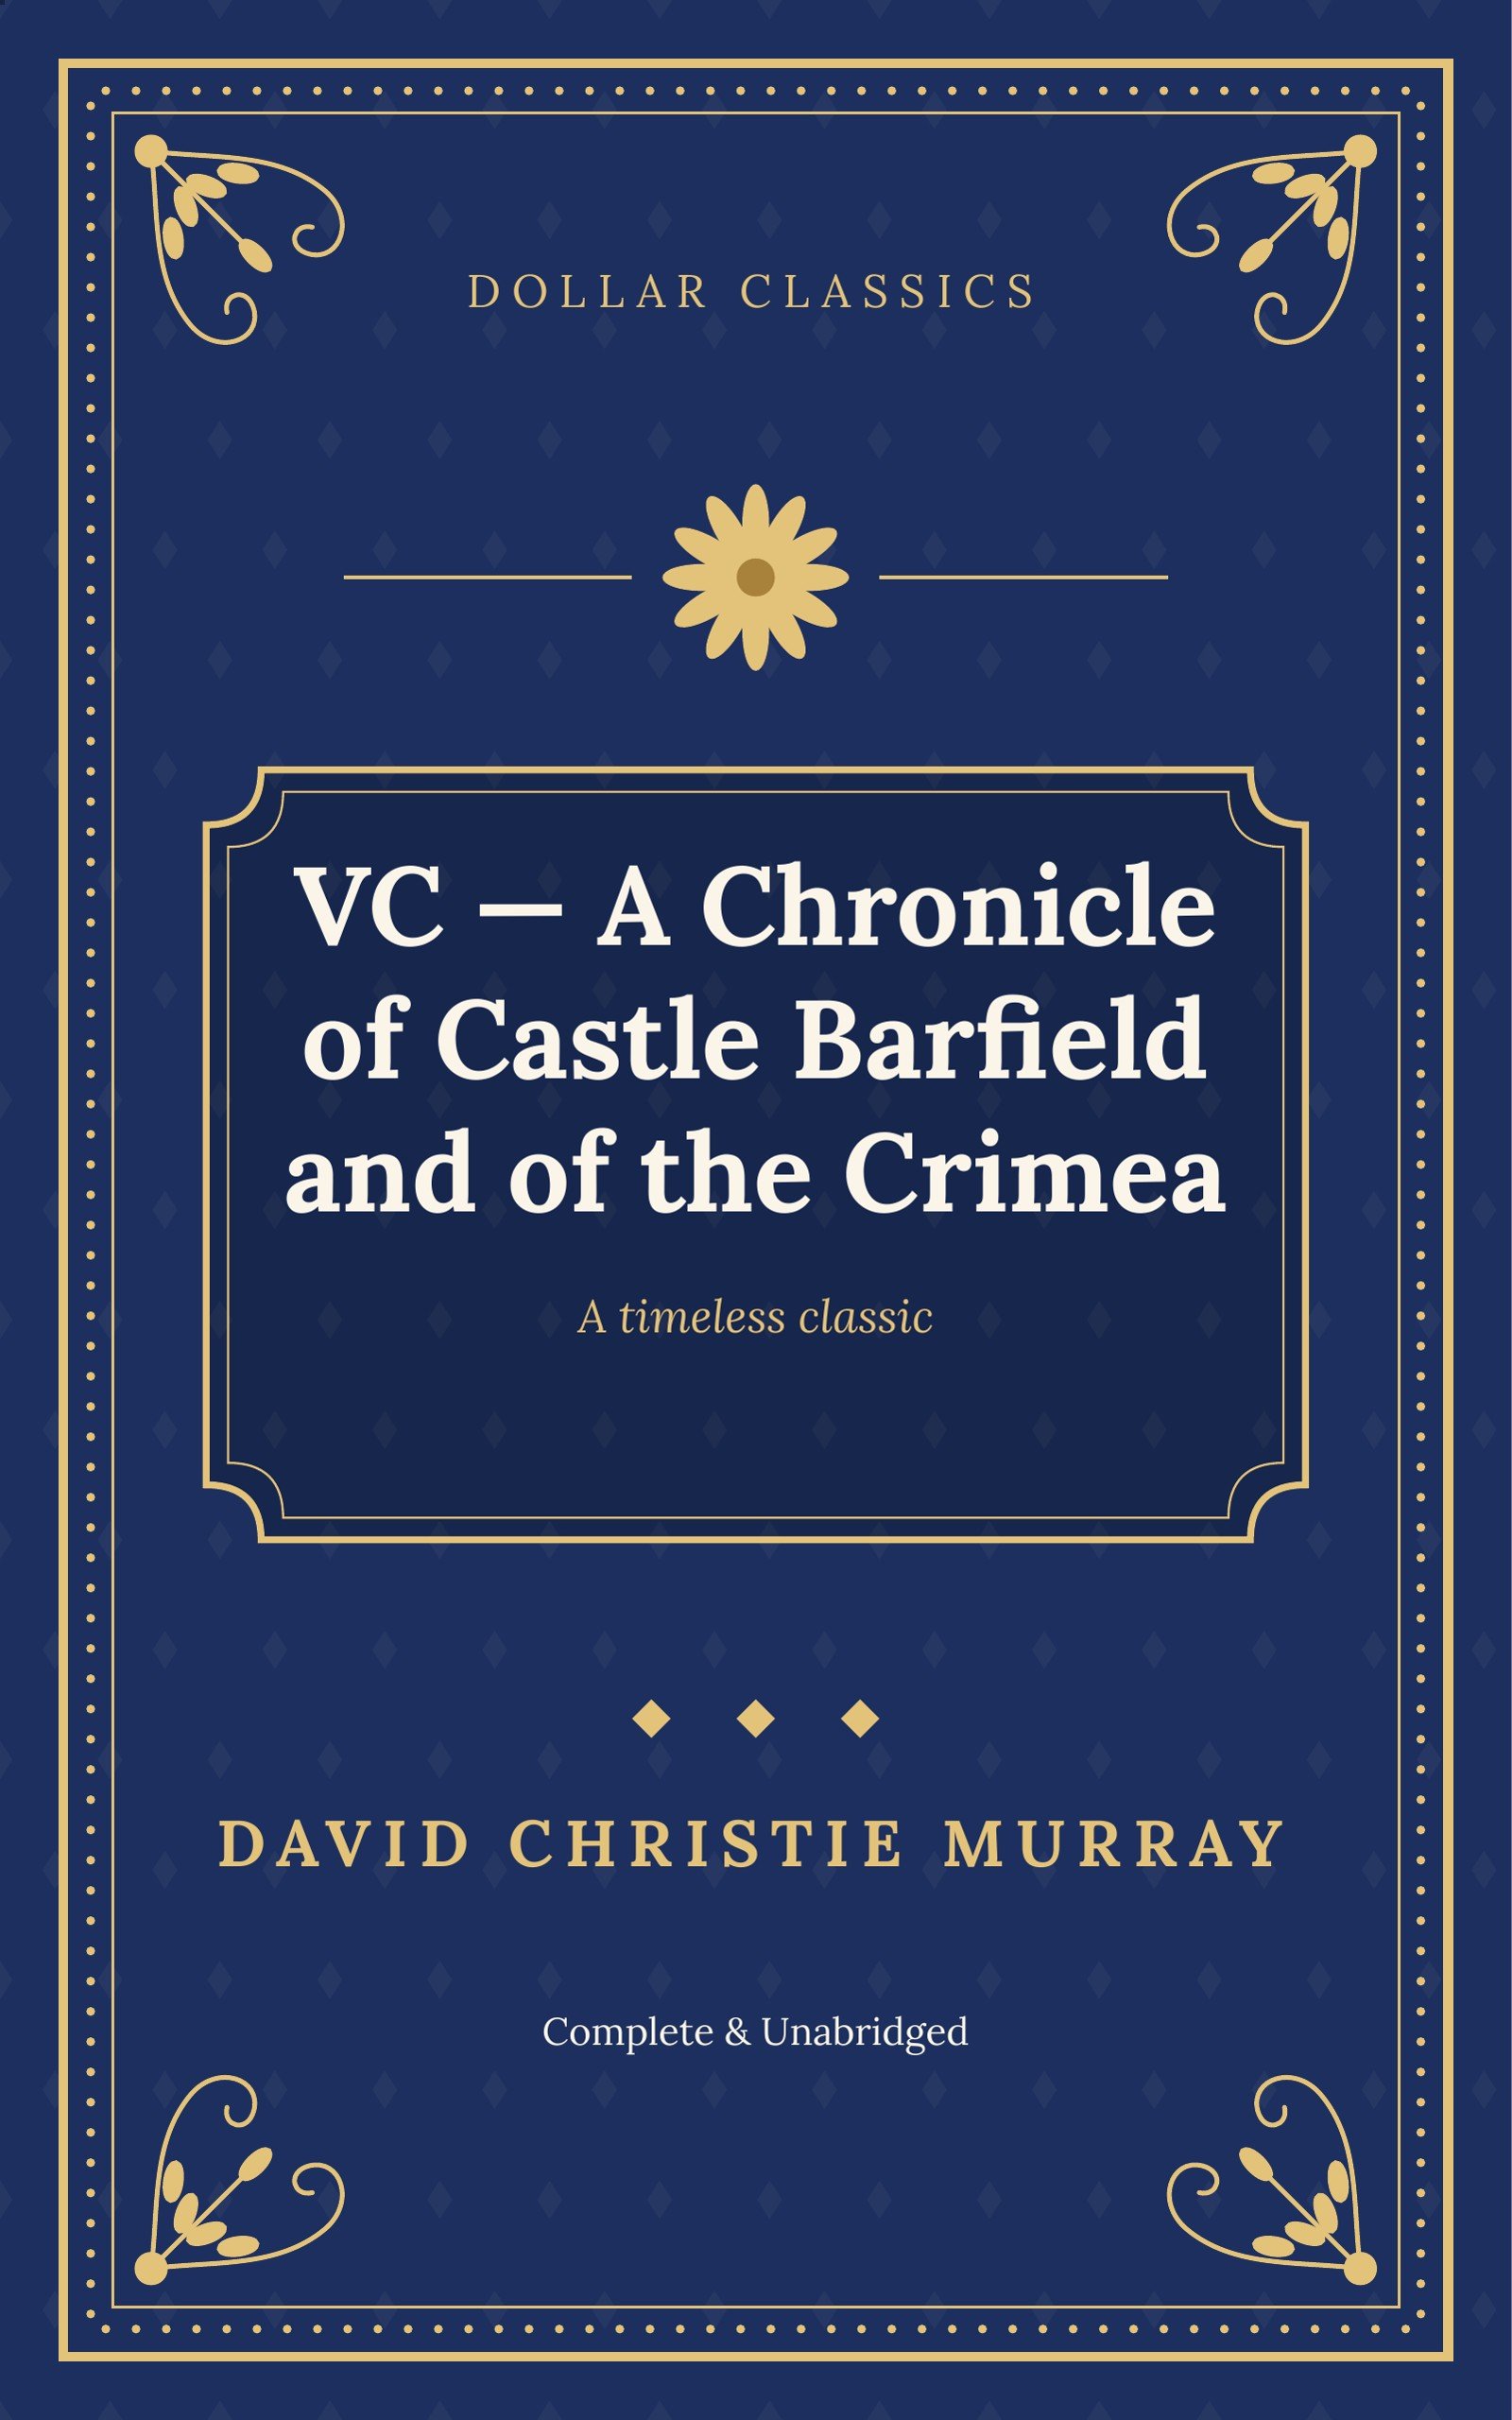 DOLLAR CLASSICS
VC — A Chronicle
of Castle Barfield
and of the Crimea
A timeless classic
DAVID CHRISTIE MURRAY
Complete & Unabridged